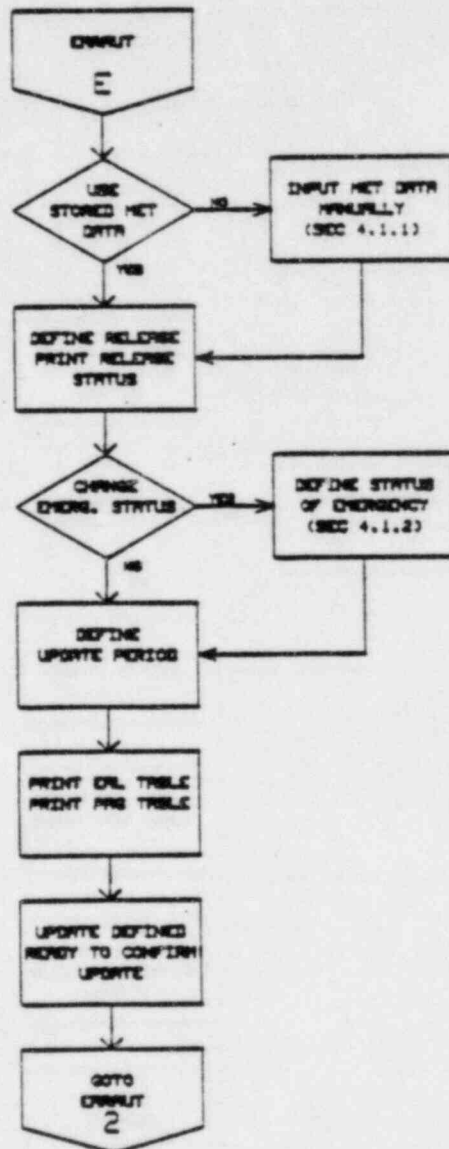 ERRAUT
E
USE
STORED MET
DATA
NO
INPUT MET DATA
MANUALLY
(SEC 4.1.1)
YES
DEFINE RELEASE
PRINT RELEASE
STATUS
CHANGE
EMERG. STATUS
YES
DEFINE STATUS
OF EMERGENCY
(SEC 4.1.2)
NO
DEFINE
UPDATE PERIOD
PRINT EAL TABLE
PRINT PAG TABLE
UPDATE DEFINED
READY TO CONFIRM
UPDATE
GOTO
ERRAUT
2